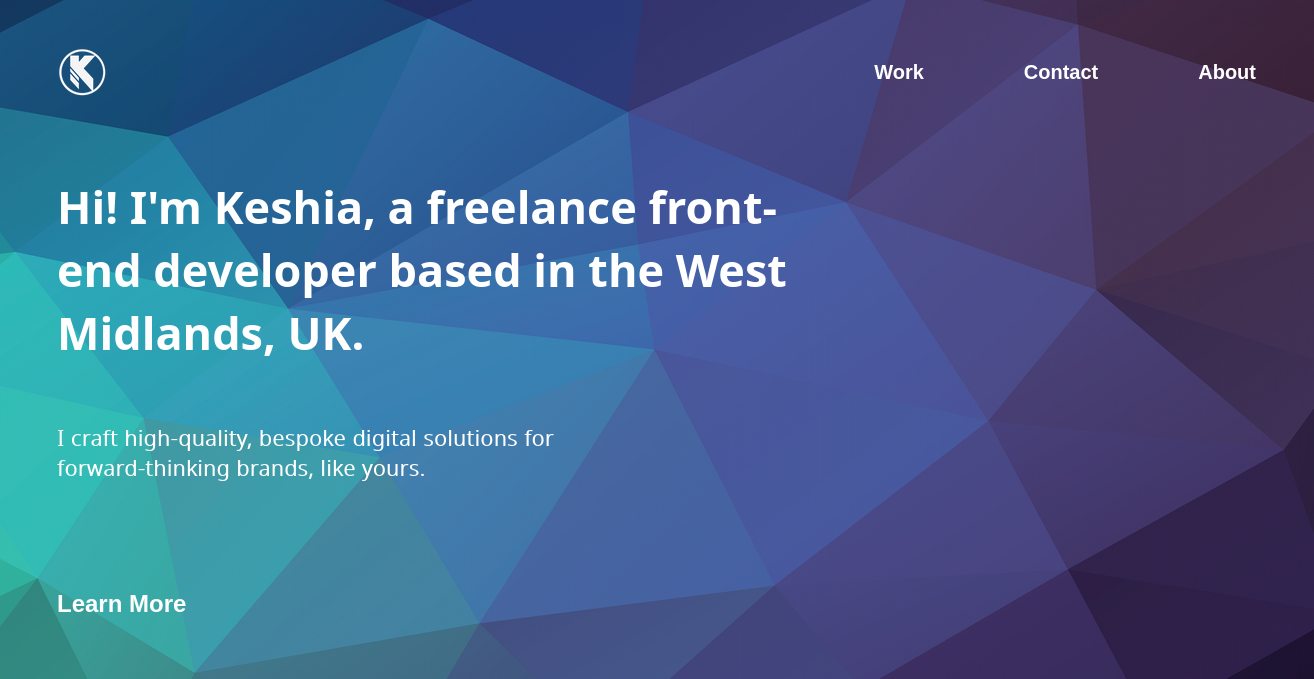 K
Work Contact About
Hi! I'm Keshia, a freelance front-
end developer based in the West
Midlands, UK.
I craft high-quality, bespoke digital solutions for
forward-thinking brands, like yours.
Learn More